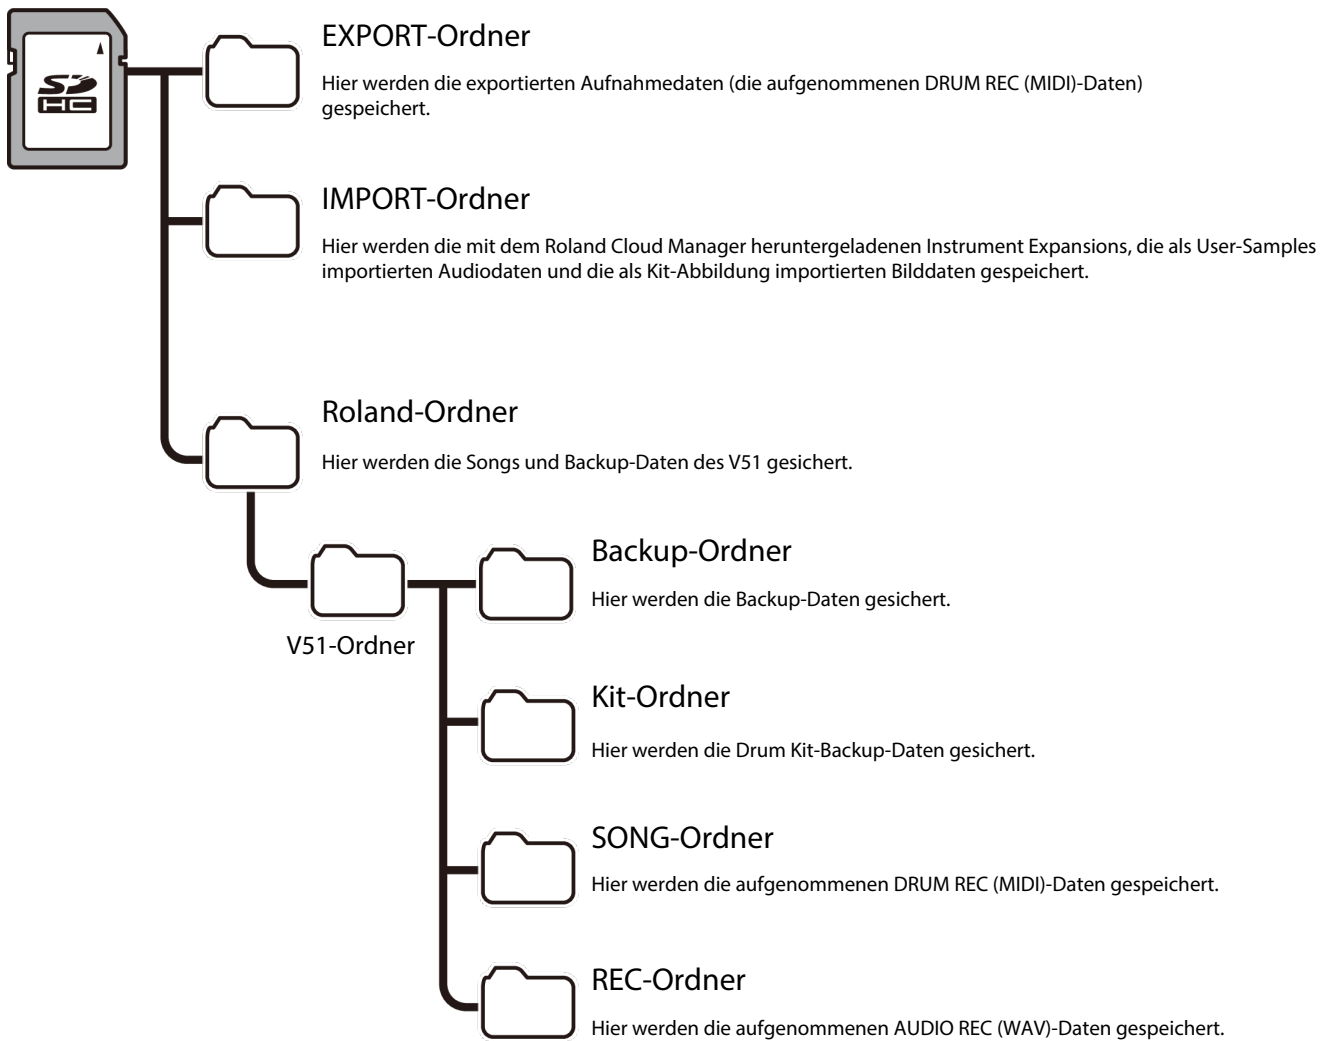 EXPORT-Ordner
Hier werden die exportierten Aufnahmedaten (die aufgenommenen DRUM REC (MIDI)-Daten)
gespeichert.
SD
HC
IMPORT-Ordner
Hier werden die mit dem Roland Cloud Manager heruntergeladenen Instrument Expansions, die als User-Samples
importierten Audiodaten und die als Kit-Abbildung importierten Bilddaten gespeichert.
Roland-Ordner
Hier werden die Songs und Backup-Daten des V51 gesichert.
Backup-Ordner
Hier werden die Backup-Daten gesichert.
V51-Ordner
Kit-Ordner
Hier werden die Drum Kit-Backup-Daten gesichert.
SONG-Ordner
Hier werden die aufgenommenen DRUM REC (MIDI)-Daten gespeichert.
REC-Ordner
Hier werden die aufgenommenen AUDIO REC (WAV)-Daten gespeichert.